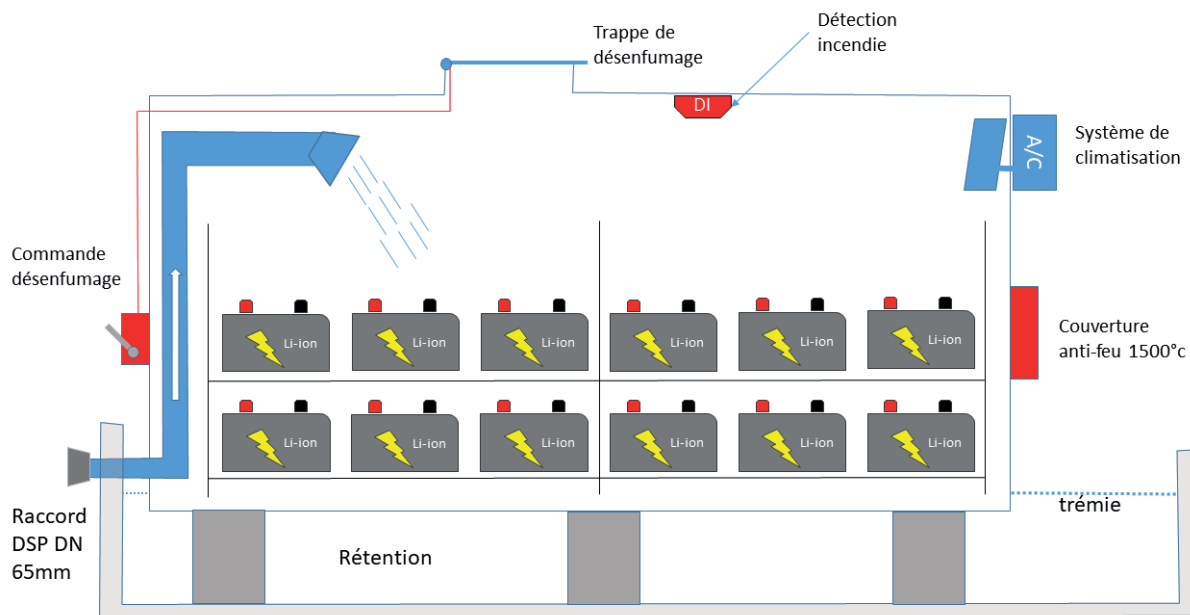 Trappe de
désenfumage
Détection
incendie
DI
A/C
Système de
climatisation
Commande
désenfumage
Li-ion
Li-ion
Li-ion
Li-ion
Li-ion
Li-ion
Couverture
anti-feu 1500°c
Li-ion
Li-ion
Li-ion
Li-ion
Li-ion
Li-ion
Raccord
DSP DN
65mm
Rétention
trémie